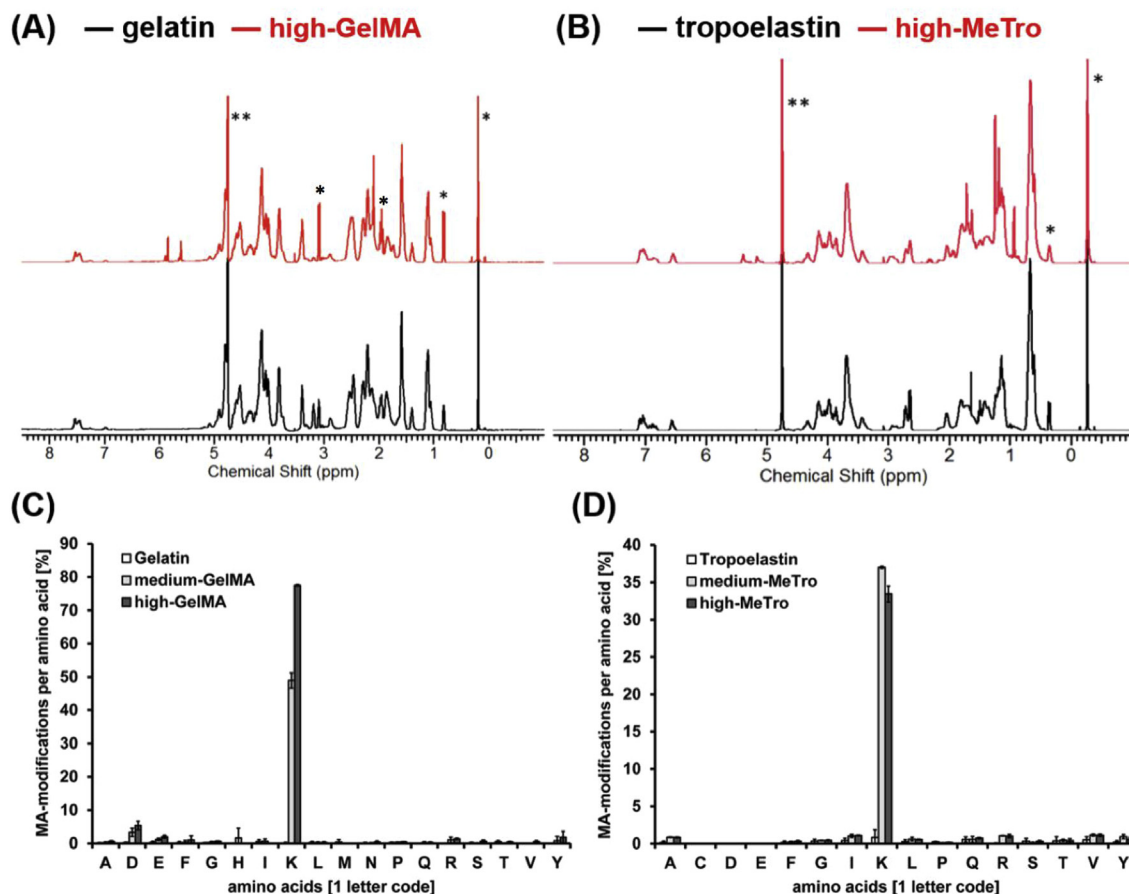 (A) — gelatin — high-GelMA
** * * * *
8 7 6 5 4 3 2 1 0
Chemical Shift (ppm)
(B) — tropoelastin — high-MeTro
** * *
8 7 6 5 4 3 2 1 0
Chemical Shift (ppm)
(C)
Gelatin
medium-GelMA
high-GelMA
MA-modifications per amino acid [%]
90
80
70
60
50
40
30
20
10
0
A D E F G H I K L M N P Q R S T V Y
amino acids [1 letter code]
(D)
Tropoelastin
medium-MeTro
high-MeTro
MA-modifications per amino acid [%]
40
35
30
25
20
15
10
5
0
A C D E F G I K L P Q R S T V Y
amino acids [1 letter code]